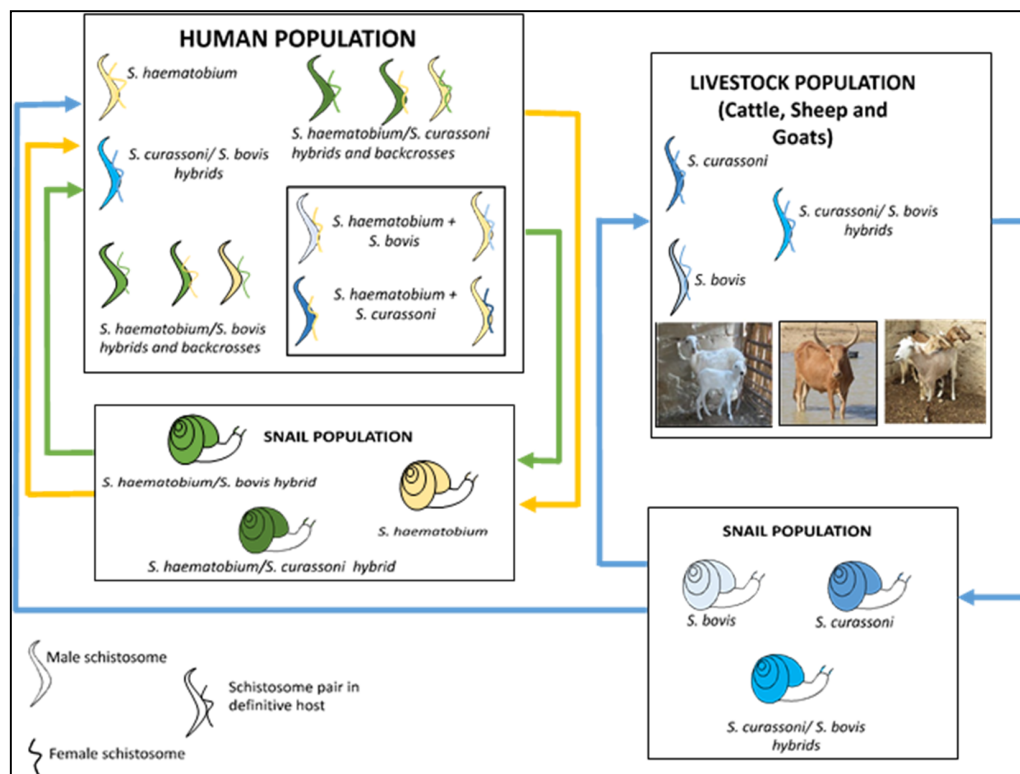 HUMAN POPULATION
S. haematobium
S. haematobium/S. curassoni
hybrids and backcrosses
S. curassoni/ S. bovis
hybrids
S. haematobium +
S. bovis
S. haematobium +
S. curassoni
S. haematobium/S. bovis
hybrids and backcrosses
LIVESTOCK POPULATION
(Cattle, Sheep and
Goats)
S. curassoni
S. curassoni/ S. bovis
hybrids
S. bovis
SNAIL POPULATION
S. haematobium/S. bovis hybrid
S. haematobium
S. haematobium/S. curassoni hybrid
SNAIL POPULATION
S. bovis
S. curassoni
S. curassoni/ S. bovis
hybrids
Male schistosome
Schistosome pair in
definitive host
Female schistosome